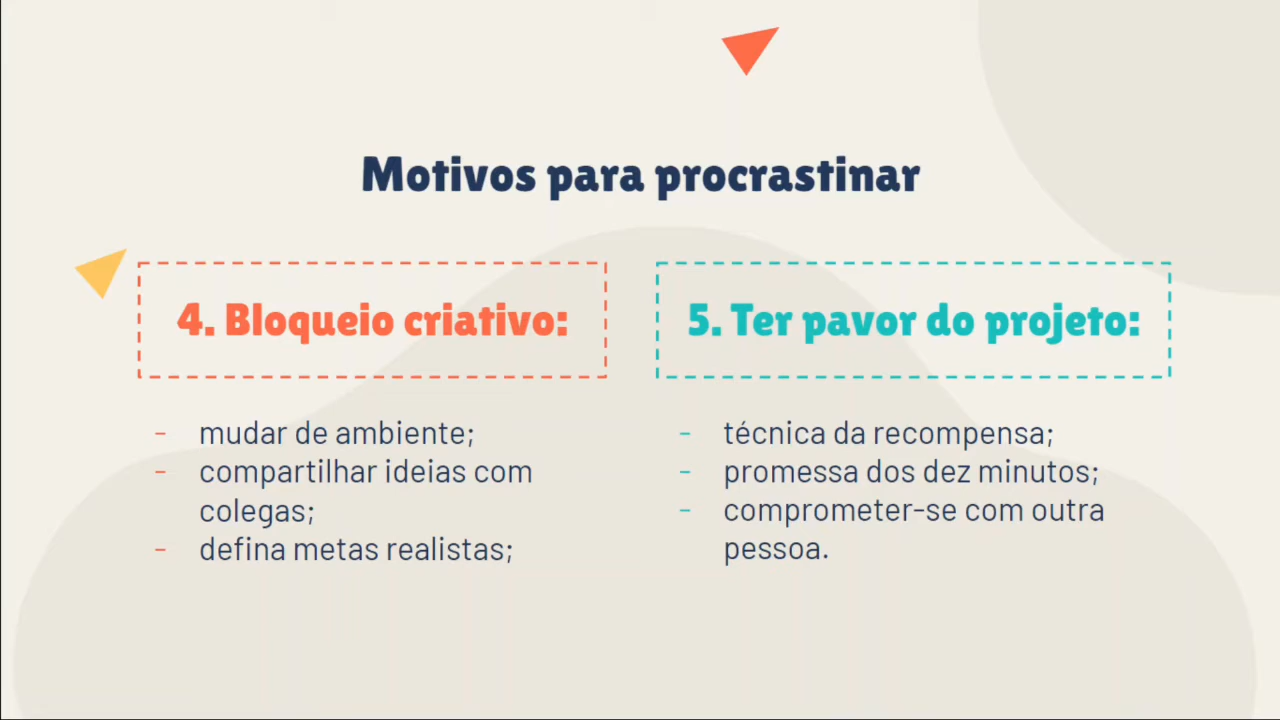 Motivos para procrastinar
4. Bloqueio criativo:
- mudar de ambiente;
- compartilhar ideias com
colegas;
- defina metas realistas;
5. Ter pavor do projeto:
- técnica da recompensa;
- promessa dos dez minutos;
- comprometer-se com outra
pessoa.